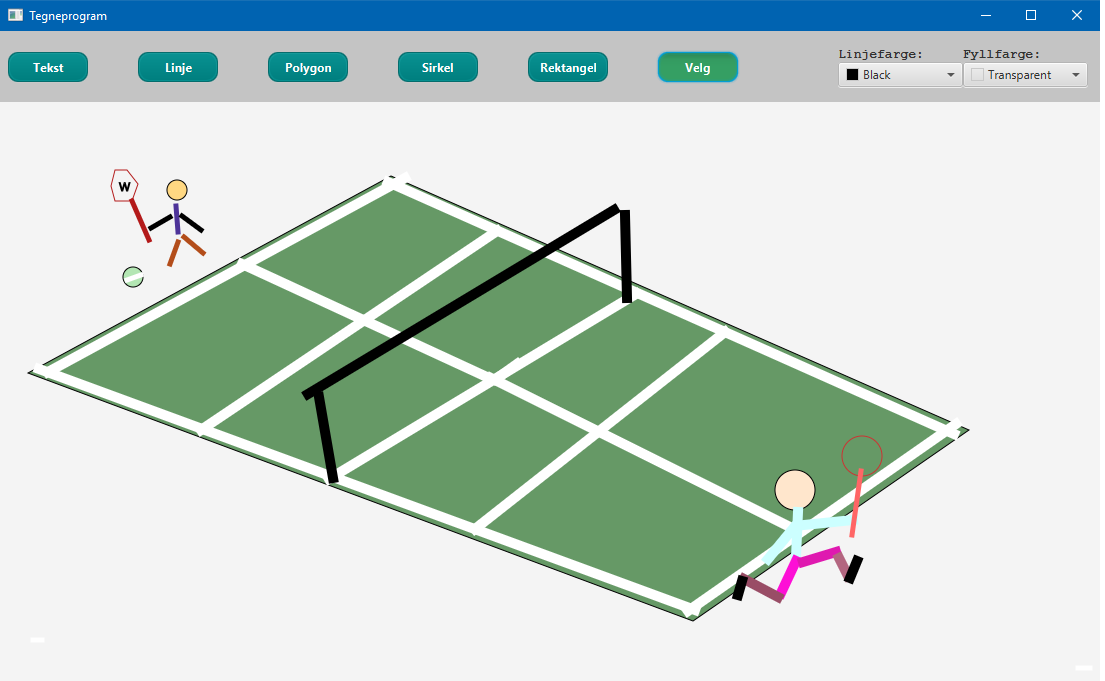 Tegneprogram
Tekst
Linje
Polygon
Sirkel
Rektangel
Velg
Linjefarge:
Fyllfarge:
Black
Transparent
W